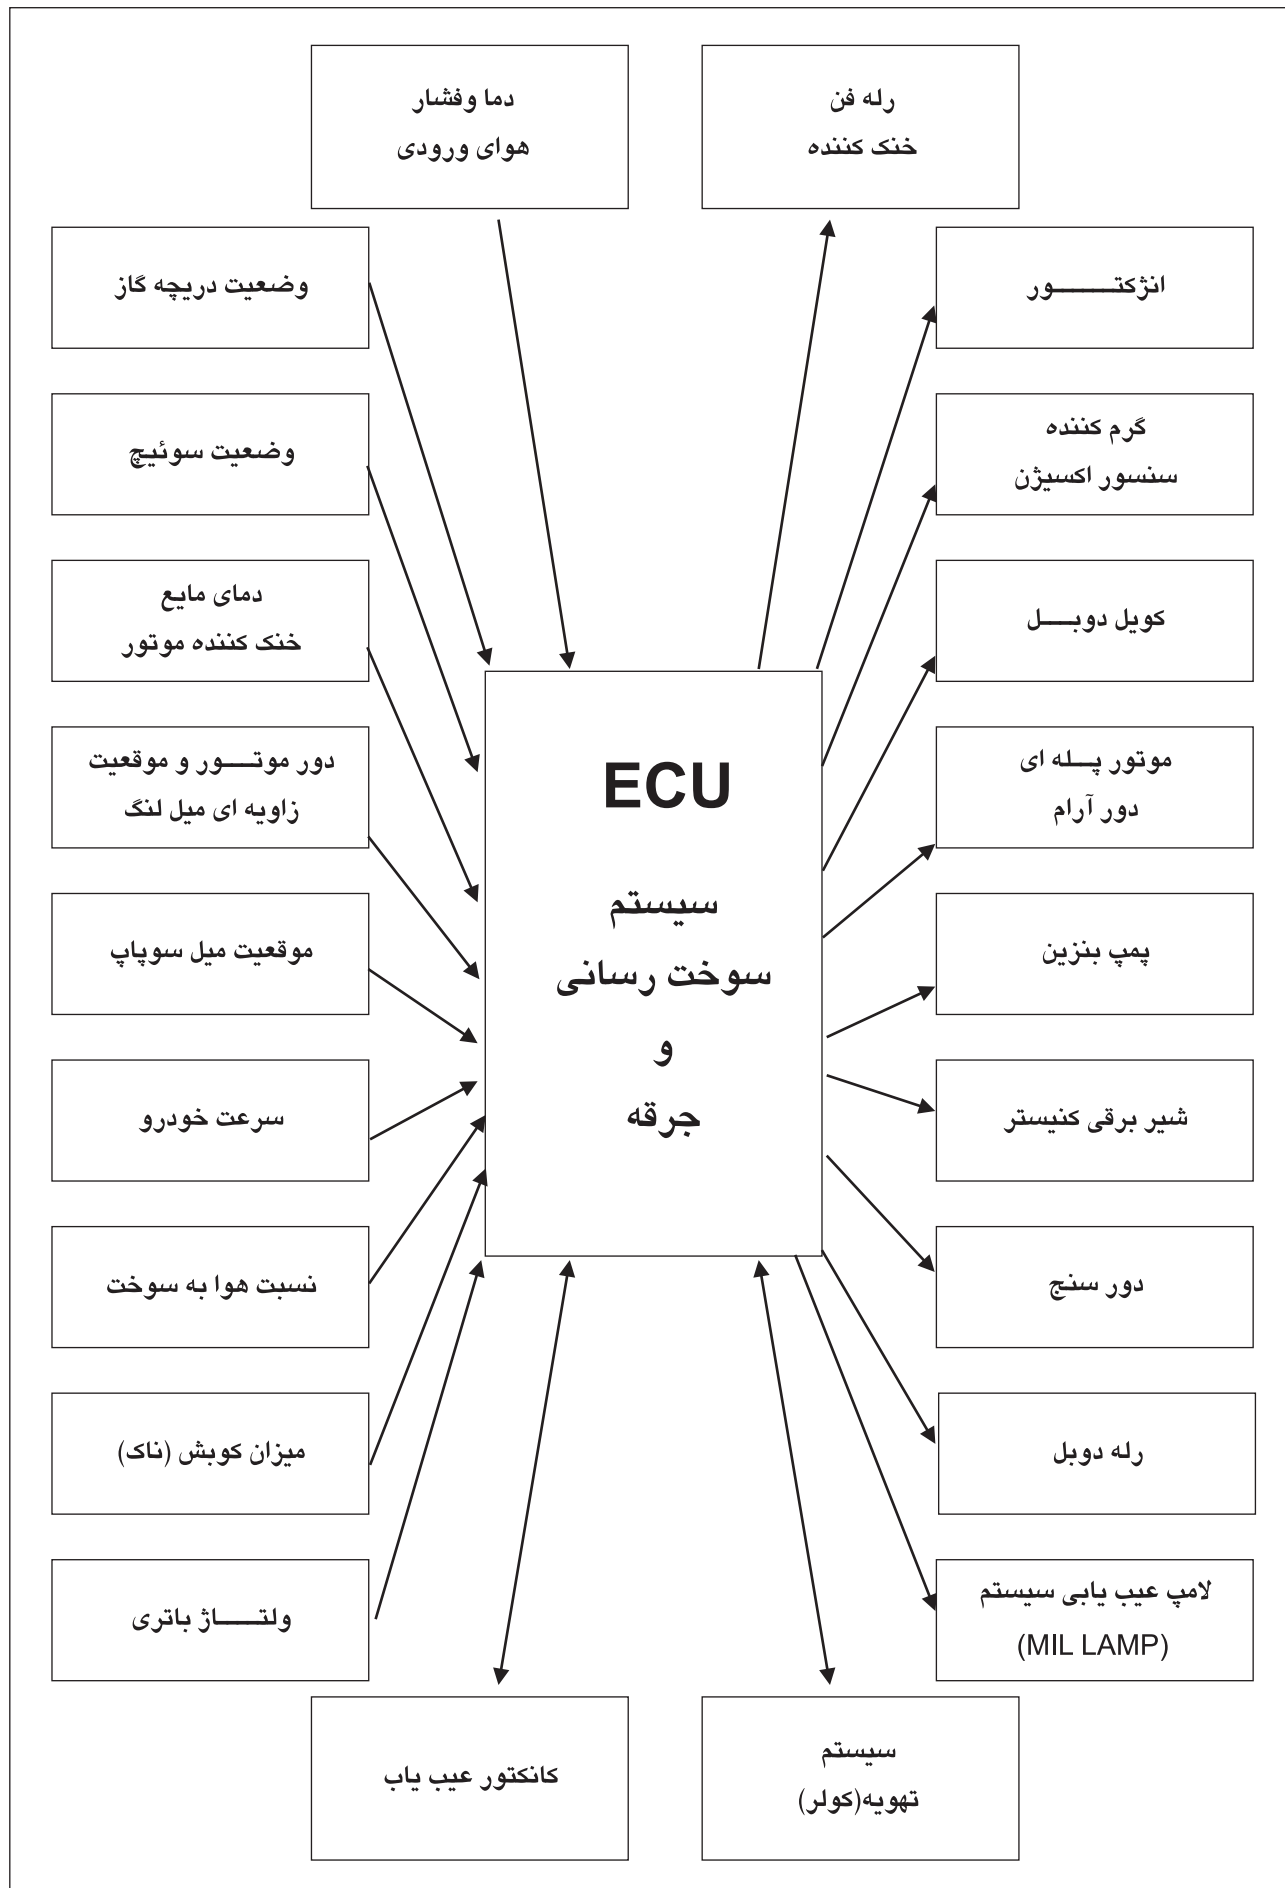 دما وفشار
هوای ورودی
رله فن
خنک کننده
وضعیت دریچه گاز
وضعیت سوئیچ
دمای مایع
خنک کننده موتور
دور موتـــور و موقعیت
زاویه ای میل لنگ
موقعیت میل سوپاپ
سرعت خودرو
نسبت هوا به سوخت
میزان کوبش (ناک)
ولتــــاژ باتری
ECU
سیستم
سوخت رسانی
و
جرقه
انژکتـــــــور
گرم کننده
سنسور اکسیژن
کویل دوبـــل
موتور پـــله ای
دور آرام
پمپ بنزین
شیر برقی کنیستر
دور سنج
رله دوبل
لامپ عیب یابی سیستم
(MIL LAMP)
کانکتور عیب یاب
سیستم
تهویه(کولر)